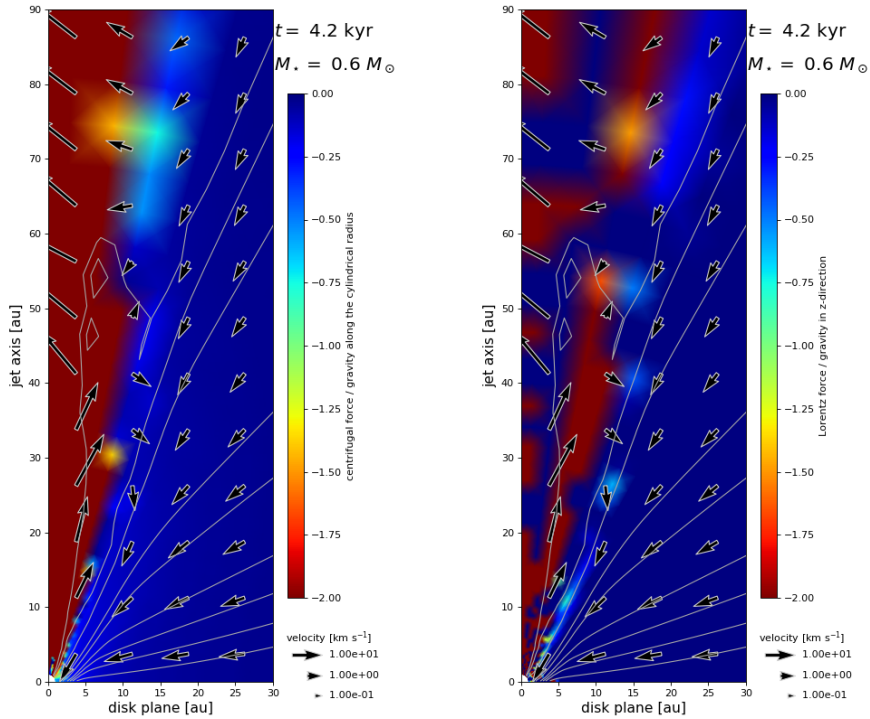 90
80
70
60
50
40
30
20
10
0
jet axis [au]
0 5 10 15 20 25 30
disk plane [au]
t = 4.2 kyr
M⋆ = 0.6 M⊙
0.00
−0.25
−0.50
−0.75
−1.00
−1.25
−1.50
−1.75
−2.00
centrifugal force / gravity along the cylindrical radius
velocity [km s⁻¹]
1.00e+01
1.00e+00
1.00e-01
90
80
70
60
50
40
30
20
10
0
jet axis [au]
0 5 10 15 20 25 30
disk plane [au]
t = 4.2 kyr
M⋆ = 0.6 M⊙
0.00
−0.25
−0.50
−0.75
−1.00
−1.25
−1.50
−1.75
−2.00
Lorentz force / gravity in z-direction
velocity [km s⁻¹]
1.00e+01
1.00e+00
1.00e-01